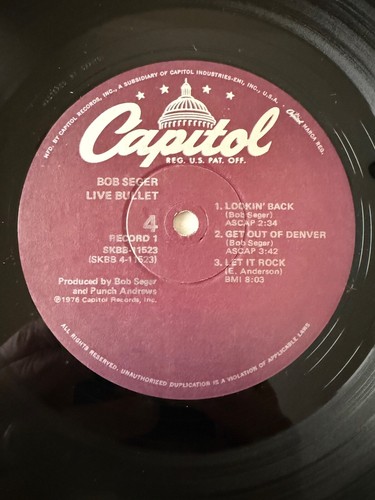 MFD. BY CAPITOL RECORDS, INC., A SUBSIDIARY OF CAPITOL INDUSTRIES-EMI, INC., U.S.A.
Capitol MARCA REG.
Capitol
REG. U.S. PAT. OFF.
BOB SEGER
LIVE BULLET
4
RECORD 1
SKBB-11523
(SKBB 4-11523)
Produced by Bob Seger
and Punch Andrews
℗1976 Capitol Records, Inc.
1. LOOKIN' BACK
(Bob Seger)
ASCAP 2:34
2. GET OUT OF DENVER
(Bob Seger)
ASCAP 3:42
3. LET IT ROCK
(E. Anderson)
BMI 8:03
ALL RIGHTS RESERVED. UNAUTHORIZED DUPLICATION IS A VIOLATION OF APPLICABLE LAWS